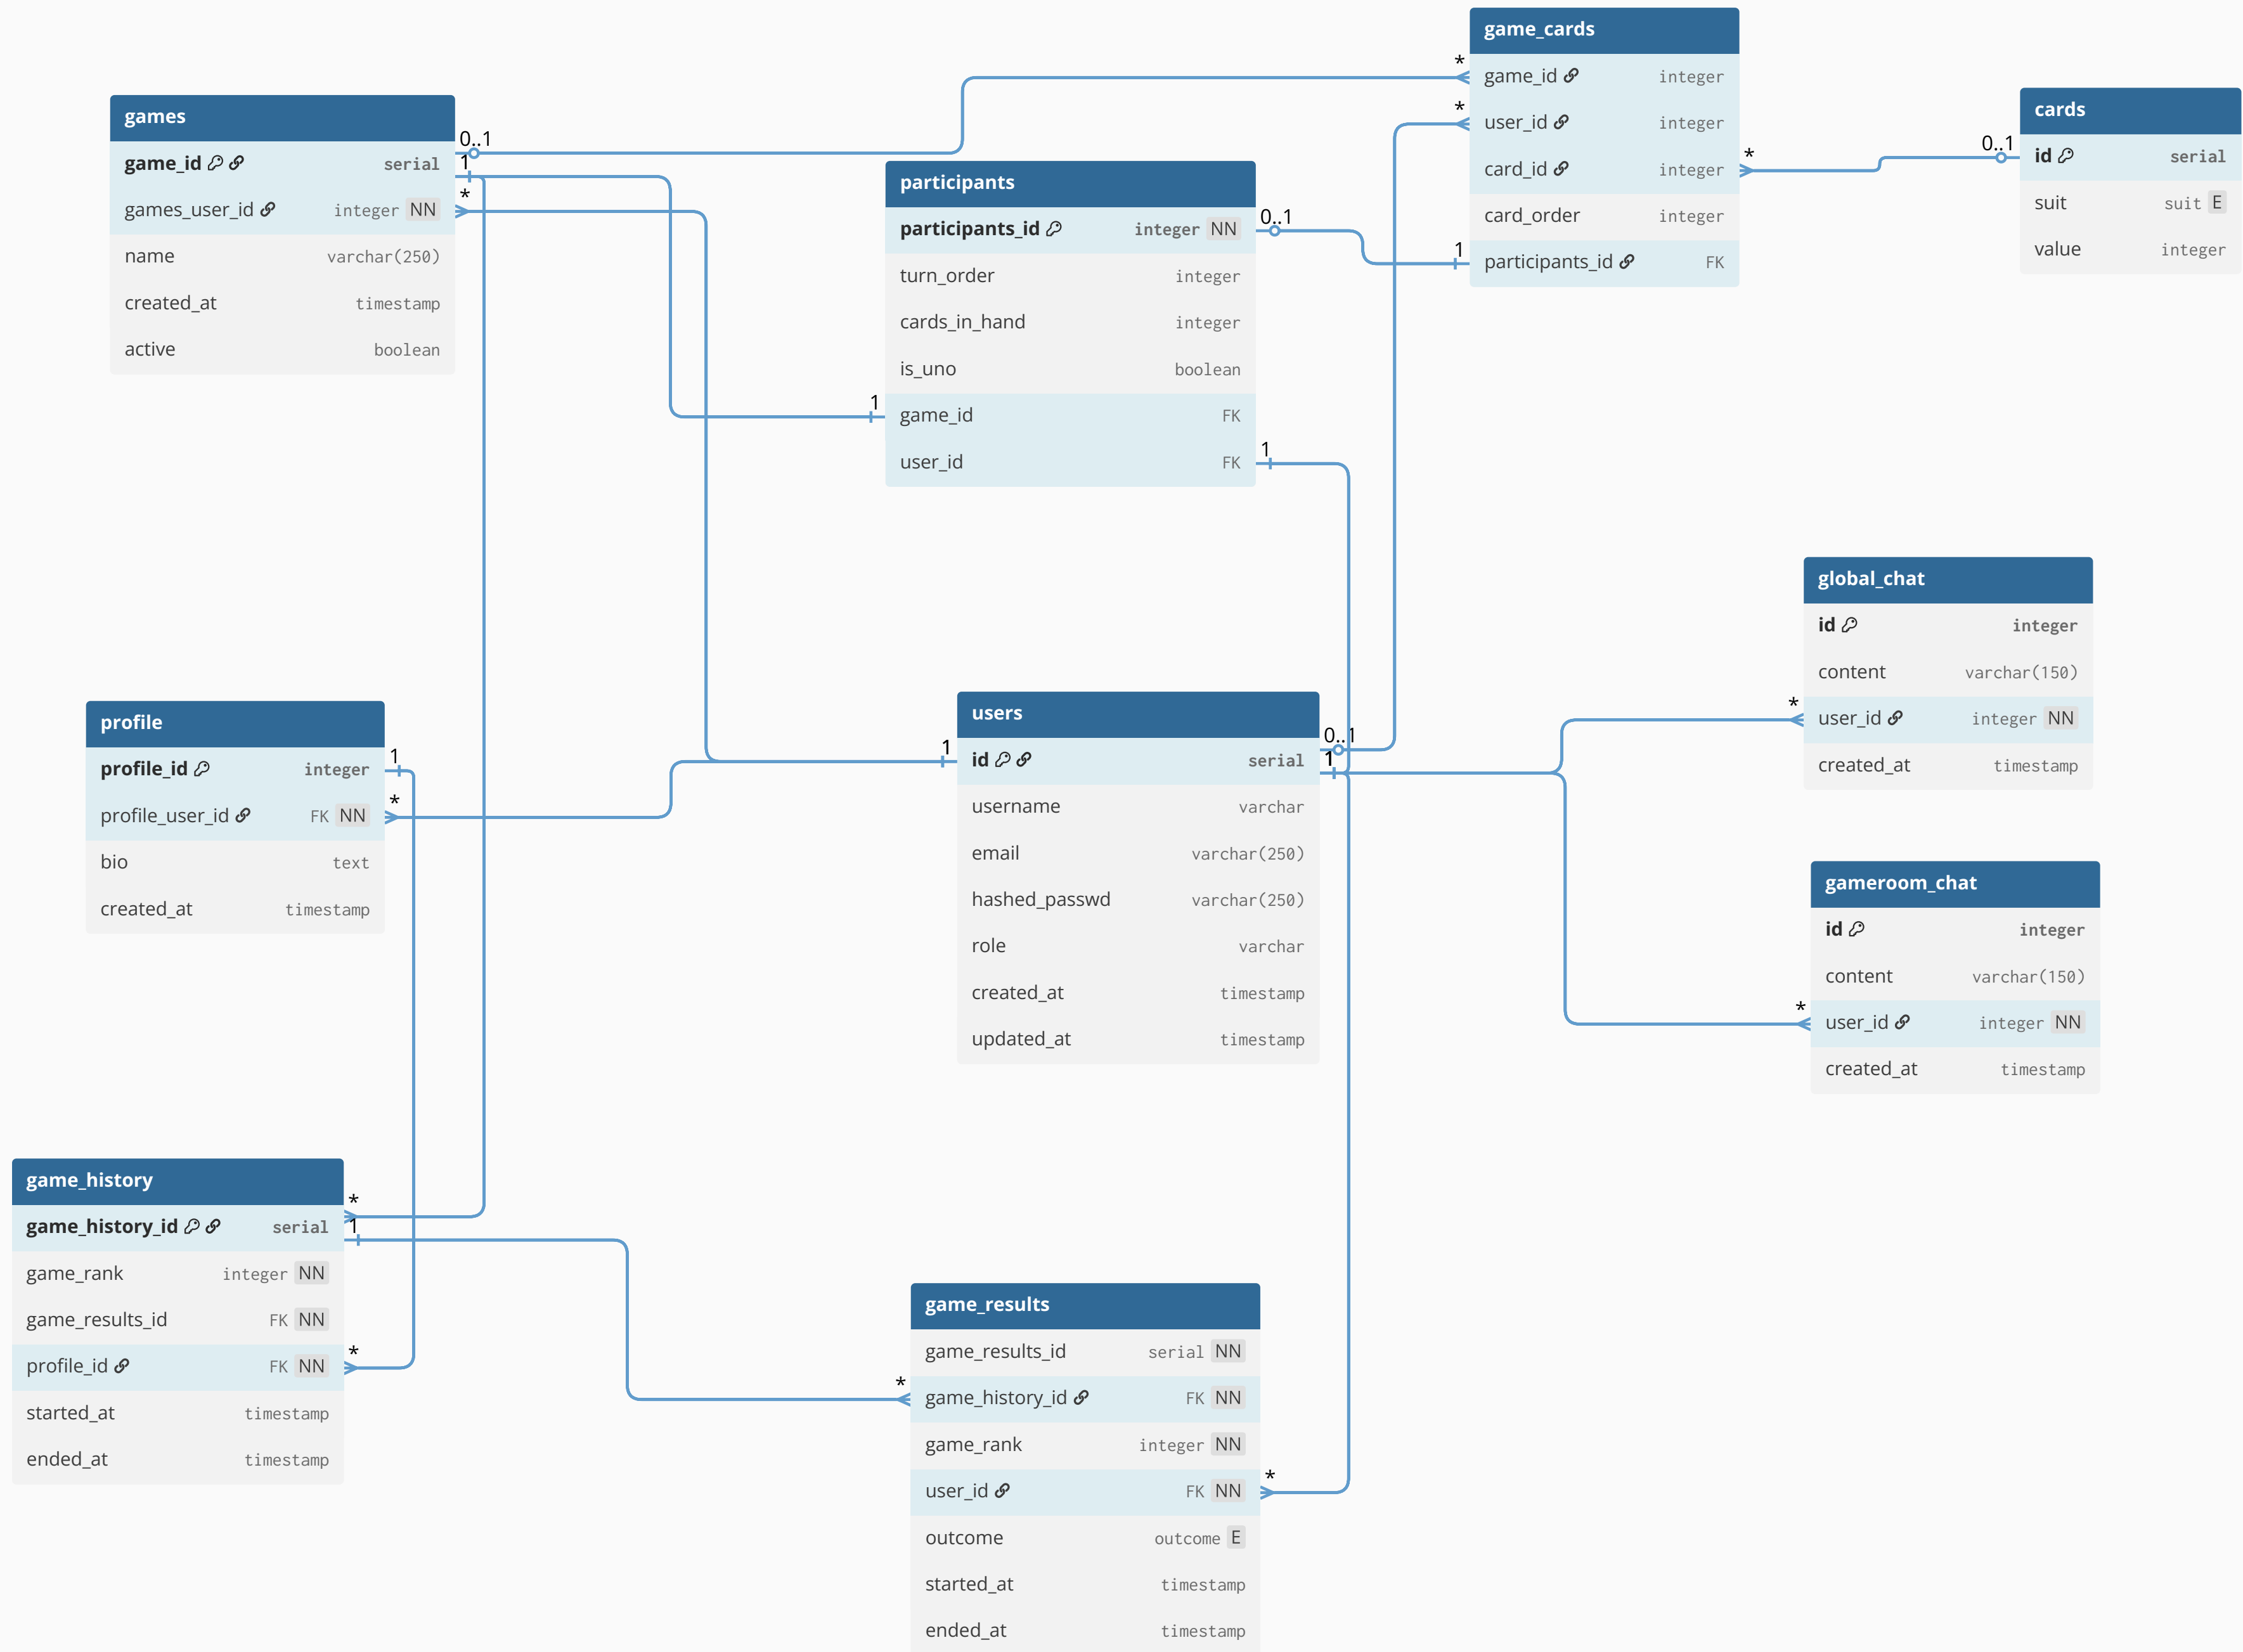 games
game_id serial
games_user_id integer NN
name varchar(250)
created_at timestamp
active boolean
0..1
1
*
participants
participants_id integer NN
turn_order integer
cards_in_hand integer
is_uno boolean
game_id FK
user_id FK
0..1
1
1
game_cards
game_id integer
user_id integer
card_id integer
card_order integer
participants_id FK
*
*
*
1
cards
id serial
suit suit E
value integer
0..1
global_chat
id integer
content varchar(150)
user_id integer NN
created_at timestamp
*
profile
profile_id integer
profile_user_id FK NN
bio text
created_at timestamp
1
*
users
id serial
username varchar
email varchar(250)
hashed_passwd varchar(250)
role varchar
created_at timestamp
updated_at timestamp
1
0..1
1
gameroom_chat
id integer
content varchar(150)
user_id integer NN
created_at timestamp
*
game_history
game_history_id serial
game_rank integer NN
game_results_id FK NN
profile_id FK NN
started_at timestamp
ended_at timestamp
*
1
*
game_results
game_results_id serial NN
game_history_id FK NN
game_rank integer NN
user_id FK NN
outcome outcome E
started_at timestamp
ended_at timestamp
*
*